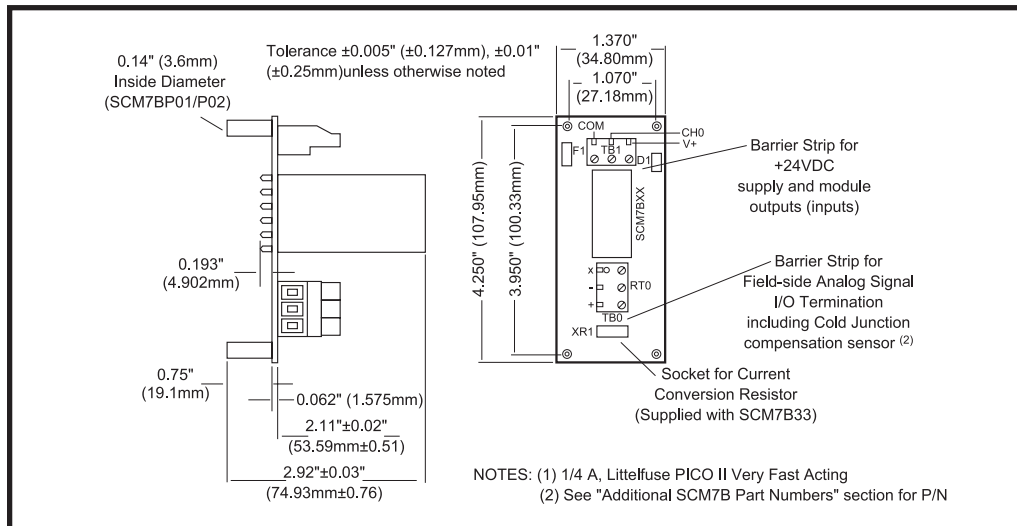 0.14" (3.6mm)
Inside Diameter
(SCM7BP01/P02)
Tolerance ±0.005" (±0.127mm), ±0.01"
(±0.25mm)unless otherwise noted
1.370"
(34.80mm)
1.070"
(27.18mm)
COM
CH0
V+
F1
TB1
D1
SCM7BXX
4.250" (107.95mm)
3.950" (100.33mm)
Barrier Strip for
+24VDC
supply and module
outputs (inputs)
0.193"
(4.902mm)
x
-
+
RT0
TB0
XR1
Barrier Strip for
Field-side Analog Signal
I/O Termination
including Cold Junction
compensation sensor (2)
0.75"
(19.1mm)
0.062" (1.575mm)
2.11"±0.02"
(53.59mm±0.51)
2.92"±0.03"
(74.93mm±0.76)
Socket for Current
Conversion Resistor
(Supplied with SCM7B33)
NOTES: (1) 1/4 A, Littelfuse PICO II Very Fast Acting
(2) See "Additional SCM7B Part Numbers" section for P/N